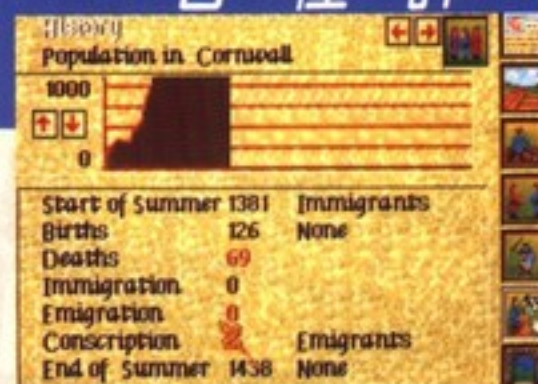 History
Population in Cornwall
1000
0
Start of Summer 1381 Immigrants
Births 126 None
Deaths 69
Immigration 0
Emigration 0
Conscription Emigrants
End of Summer 1438 None